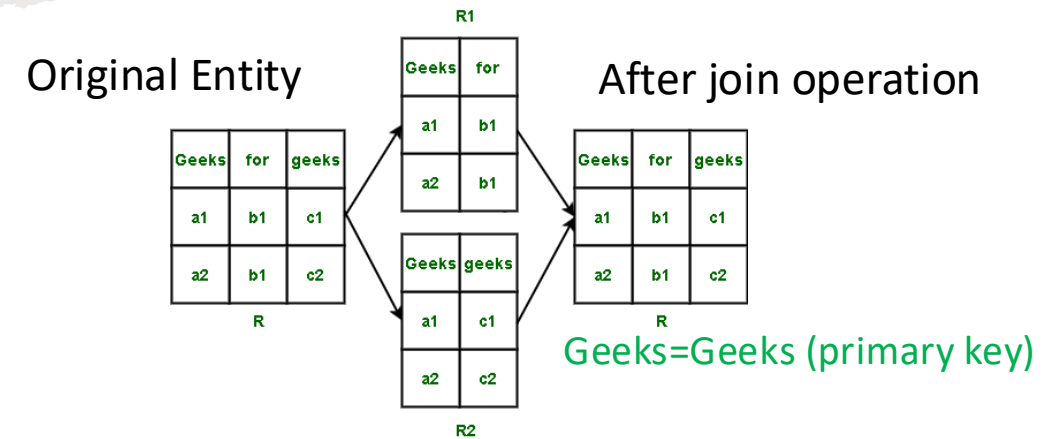 R1
Original Entity
After join operation
Geeks for
a1 b1
a2 b1
Geeks for geeks
a1 b1 c1
a2 b1 c2
R
Geeks geeks
a1 c1
a2 c2
R2
Geeks for geeks
a1 b1 c1
a2 b1 c2
R
Geeks=Geeks (primary key)